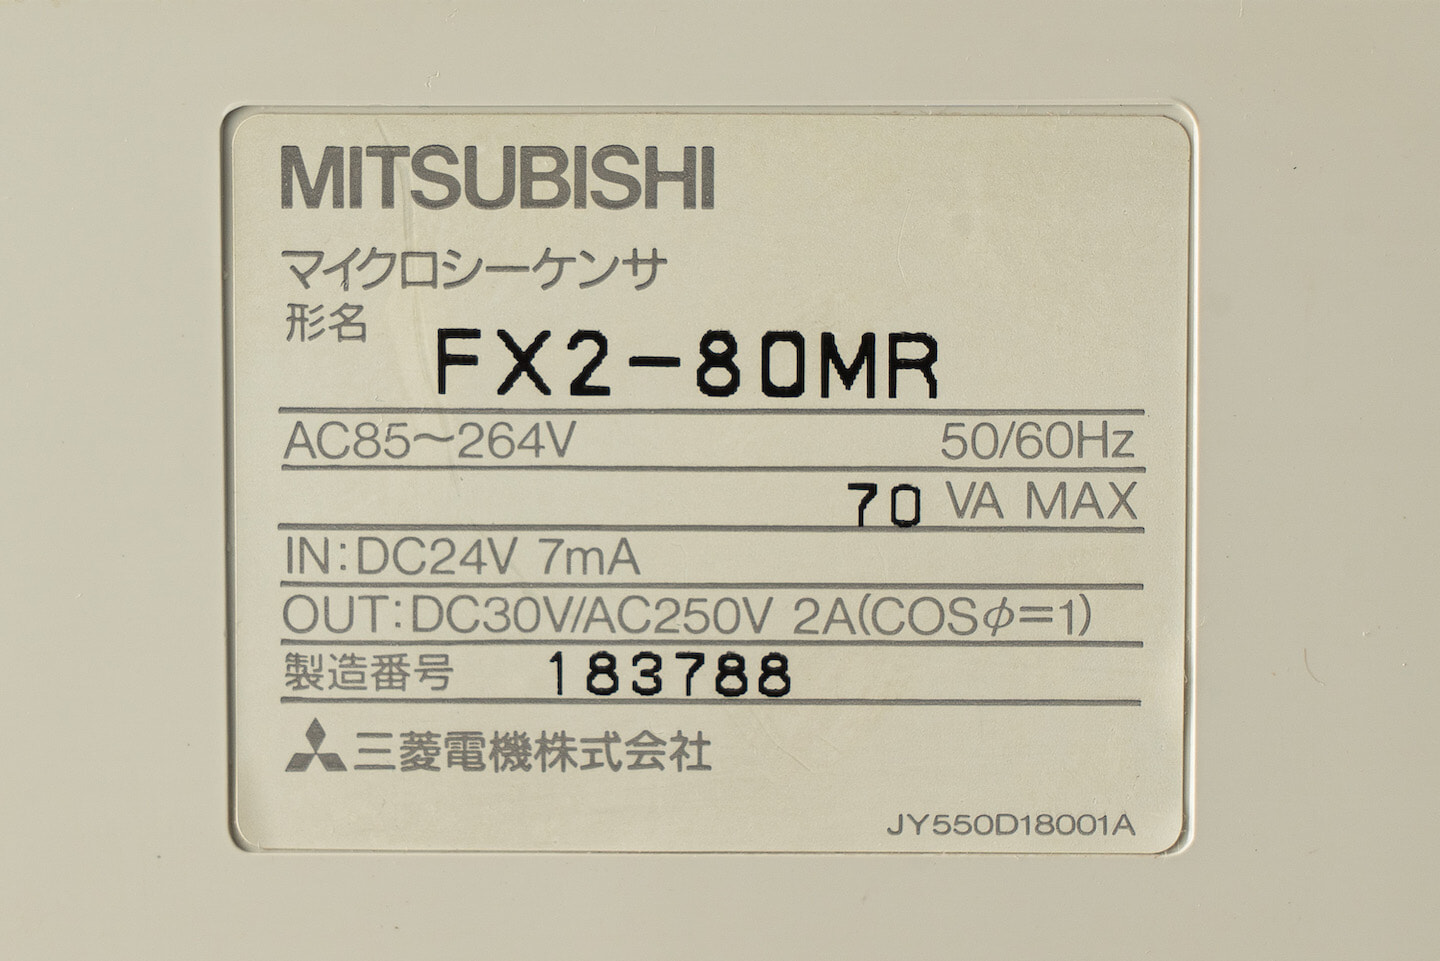 MITSUBISHI
マイクロシーケンサ
形名 FX2-80MR
AC85～264V 50/60Hz
70 VA MAX
IN:DC24V 7mA
OUT:DC30V/AC250V 2A(COSφ=1)
製造番号 183788
三菱電機株式会社
JY550D18001A